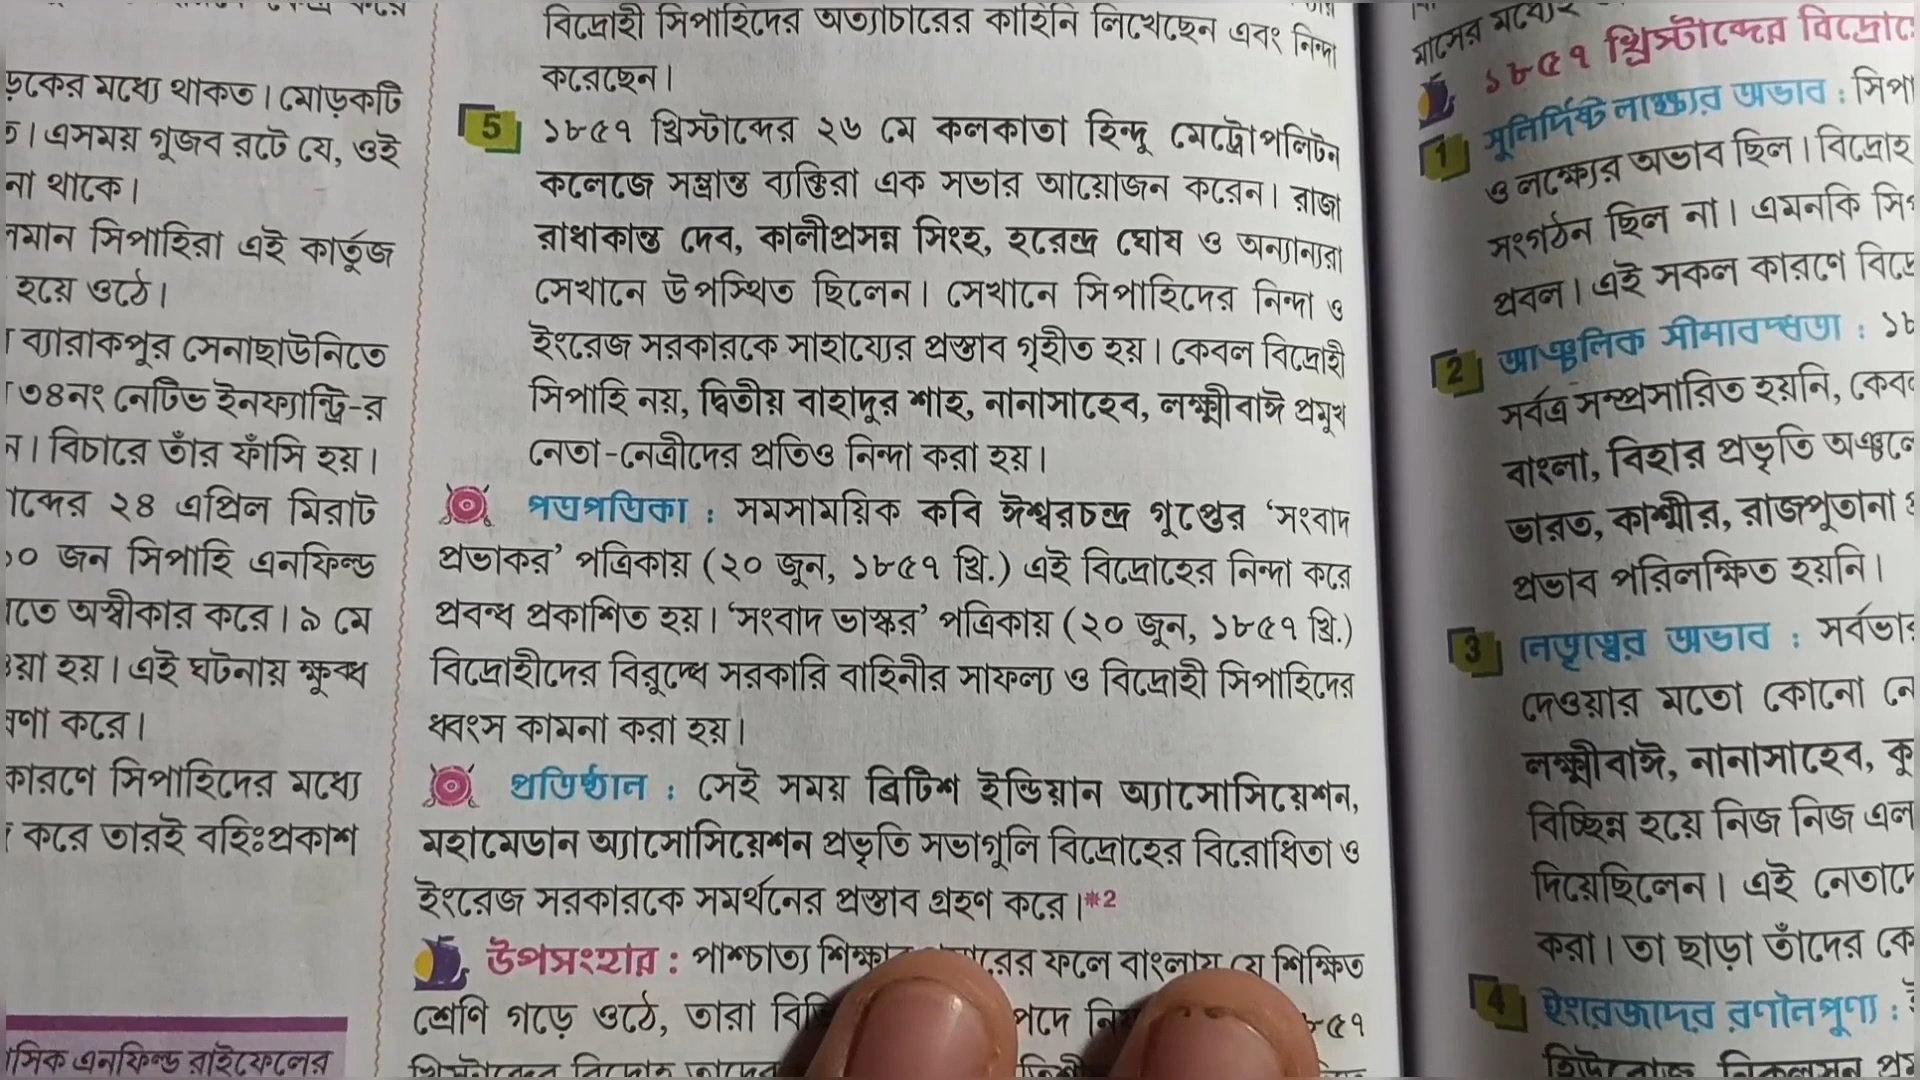 ড়কের মধ্যে থাকত। মোড়কটি
ত। এসময় গুজব রটে যে, ওই
না থাকে।
সিপাহিরা এই কার্তুজ
হয়ে ওঠে।
ব্যারাকপুর সেনাছাউনিতে
৩৪নং নেটিভ ইনফ্যান্ট্রি-র
ন। বিচারে তাঁর ফাঁসি হয়।
২৪ এপ্রিল মিরাট
জন সিপাহি এনফিল্ড
অস্বীকার করে। ৯ মে
হয়। এই ঘটনায় ক্ষুব্ধ
করে।
কারণে সিপাহিদের মধ্যে
করে তারই বহিঃপ্রকাশ
এনফিল্ড রাইফেলের
বিদ্রোহী সিপাহিদের অত্যাচারের কাহিনি লিখেছেন এবং নিন্দা
করেছেন।
5 ১৮৫৭ খ্রিস্টাব্দের ২৬ মে কলকাতা হিন্দু মেট্রোপলিটন
কলেজে সম্ভ্রান্ত ব্যক্তিরা এক সভার আয়োজন করেন। রাজা
রাধাকান্ত দেব, কালীপ্রসন্ন সিংহ, হরেন্দ্র ঘোষ ও অন্যান্যরা
সেখানে উপস্থিত ছিলেন। সেখানে সিপাহিদের নিন্দা ও
ইংরেজ সরকারকে সাহায্যের প্রস্তাব গৃহীত হয়। কেবল বিদ্রোহী
সিপাহি নয়, দ্বিতীয় বাহাদুর শাহ, নানাসাহেব, লক্ষ্মীবাঈ প্রমুখ
নেতা-নেত্রীদের প্রতিও নিন্দা করা হয়।
পত্রপত্রিকা : সমসাময়িক কবি ঈশ্বরচন্দ্র গুপ্তের ‘সংবাদ
প্রভাকর’ পত্রিকায় (২০ জুন, ১৮৫৭ খ্রি.) এই বিদ্রোহের নিন্দা করে
প্রবন্ধ প্রকাশিত হয়। ‘সংবাদ ভাস্কর’ পত্রিকায় (২০ জুন, ১৮৫৭ খ্রি.)
বিদ্রোহীদের বিরুদ্ধে সরকারি বাহিনীর সাফল্য ও বিদ্রোহী সিপাহিদের
ধ্বংস কামনা করা হয়।
প্রতিষ্ঠান : সেই সময় ব্রিটিশ ইন্ডিয়ান অ্যাসোসিয়েশন,
মহামেডান অ্যাসোসিয়েশন প্রভৃতি সভাগুলি বিদ্রোহের বিরোধিতা ও
ইংরেজ সরকারকে সমর্থনের প্রস্তাব গ্রহণ করে।*2
উপসংহার : পাশ্চাত্য ফলে বাংলায় যে শিক্ষিত
শ্রেণি গড়ে ওঠে, তারা
মাসের মধ্যেই
১৮৫৭ খ্রিস্টাব্দের
1 সুনির্দিষ্ট লক্ষ্যের অভাব :
ও লক্ষ্যের অভাব ছিল। বিদ্রোহ
সংগঠন ছিল না। এমনকি
প্রবল। এই সকল কারণে
2 আঞ্চলিক সীমাবদ্ধতা :
সর্বত্র সম্প্রসারিত হয়নি,
বাংলা, বিহার প্রভৃতি
ভারত, কাশ্মীর, রাজপুতানা
প্রভাব পরিলক্ষিত হয়নি।
3 নেতৃত্বের অভাব :
দেওয়ার মতো কোনো
লক্ষ্মীবাঈ, নানাসাহেব,
বিচ্ছিন্ন হয়ে নিজ নিজ
দিয়েছিলেন। এই
করা। তা ছাড়া তাঁদের
4 ইংরেজদের রণনৈপুণ্য :